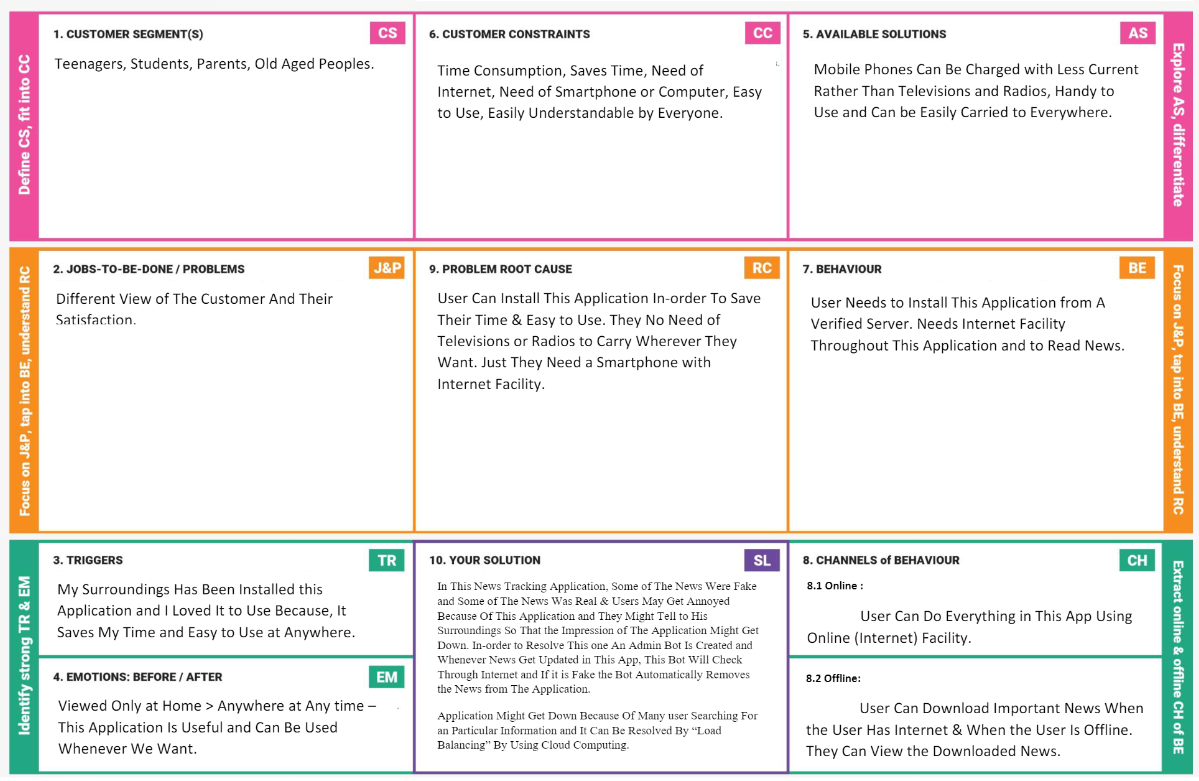 Define CS, fit into CC
1. CUSTOMER SEGMENT(S)
CS
Teenagers, Students, Parents, Old Aged Peoples.
6. CUSTOMER CONSTRAINTS
CC
Time Consumption, Saves Time, Need of
Internet, Need of Smartphone or Computer, Easy
to Use, Easily Understandable by Everyone.
5. AVAILABLE SOLUTIONS
AS
Mobile Phones Can Be Charged with Less Current
Rather Than Televisions and Radios, Handy to
Use and Can be Easily Carried to Everywhere.
Explore AS, differentiate
Focus on J&P, tap into BE, understand RC
2. JOBS-TO-BE-DONE / PROBLEMS
J&P
Different View of The Customer And Their
Satisfaction.
9. PROBLEM ROOT CAUSE
RC
User Can Install This Application In-order To Save
Their Time & Easy to Use. They No Need of
Televisions or Radios to Carry Wherever They
Want. Just They Need a Smartphone with
Internet Facility.
7. BEHAVIOUR
BE
User Needs to Install This Application from A
Verified Server. Needs Internet Facility
Throughout This Application and to Read News.
Focus on J&P, tap into BE, understand RC
Identify strong TR & EM
3. TRIGGERS
TR
My Surroundings Has Been Installed this
Application and I Loved It to Use Because, It
Saves My Time and Easy to Use at Anywhere.
4. EMOTIONS: BEFORE / AFTER
EM
Viewed Only at Home > Anywhere at Any time –
This Application Is Useful and Can Be Used
Whenever We Want.
10. YOUR SOLUTION
SL
In This News Tracking Application, Some of The News Were Fake
and Some of The News Was Real & Users May Get Annoyed
Because Of This Application and They Might Tell to His
Surroundings So That the Impression of The Application Might Get
Down. In-order to Resolve This one An Admin Bot Is Created and
Whenever News Get Updated in This App, This Bot Will Check
Through Internet and If it is Fake the Bot Automatically Removes
the News from The Application.
Application Might Get Down Because Of Many user Searching For
an Particular Information and It Can Be Resolved By “Load
Balancing” By Using Cloud Computing.
8. CHANNELS of BEHAVIOUR
CH
8.1 Online :
User Can Do Everything in This App Using
Online (Internet) Facility.
8.2 Offline:
User Can Download Important News When
the User Has Internet & When the User Is Offline.
They Can View the Downloaded News.
Extract online & offline CH of BE